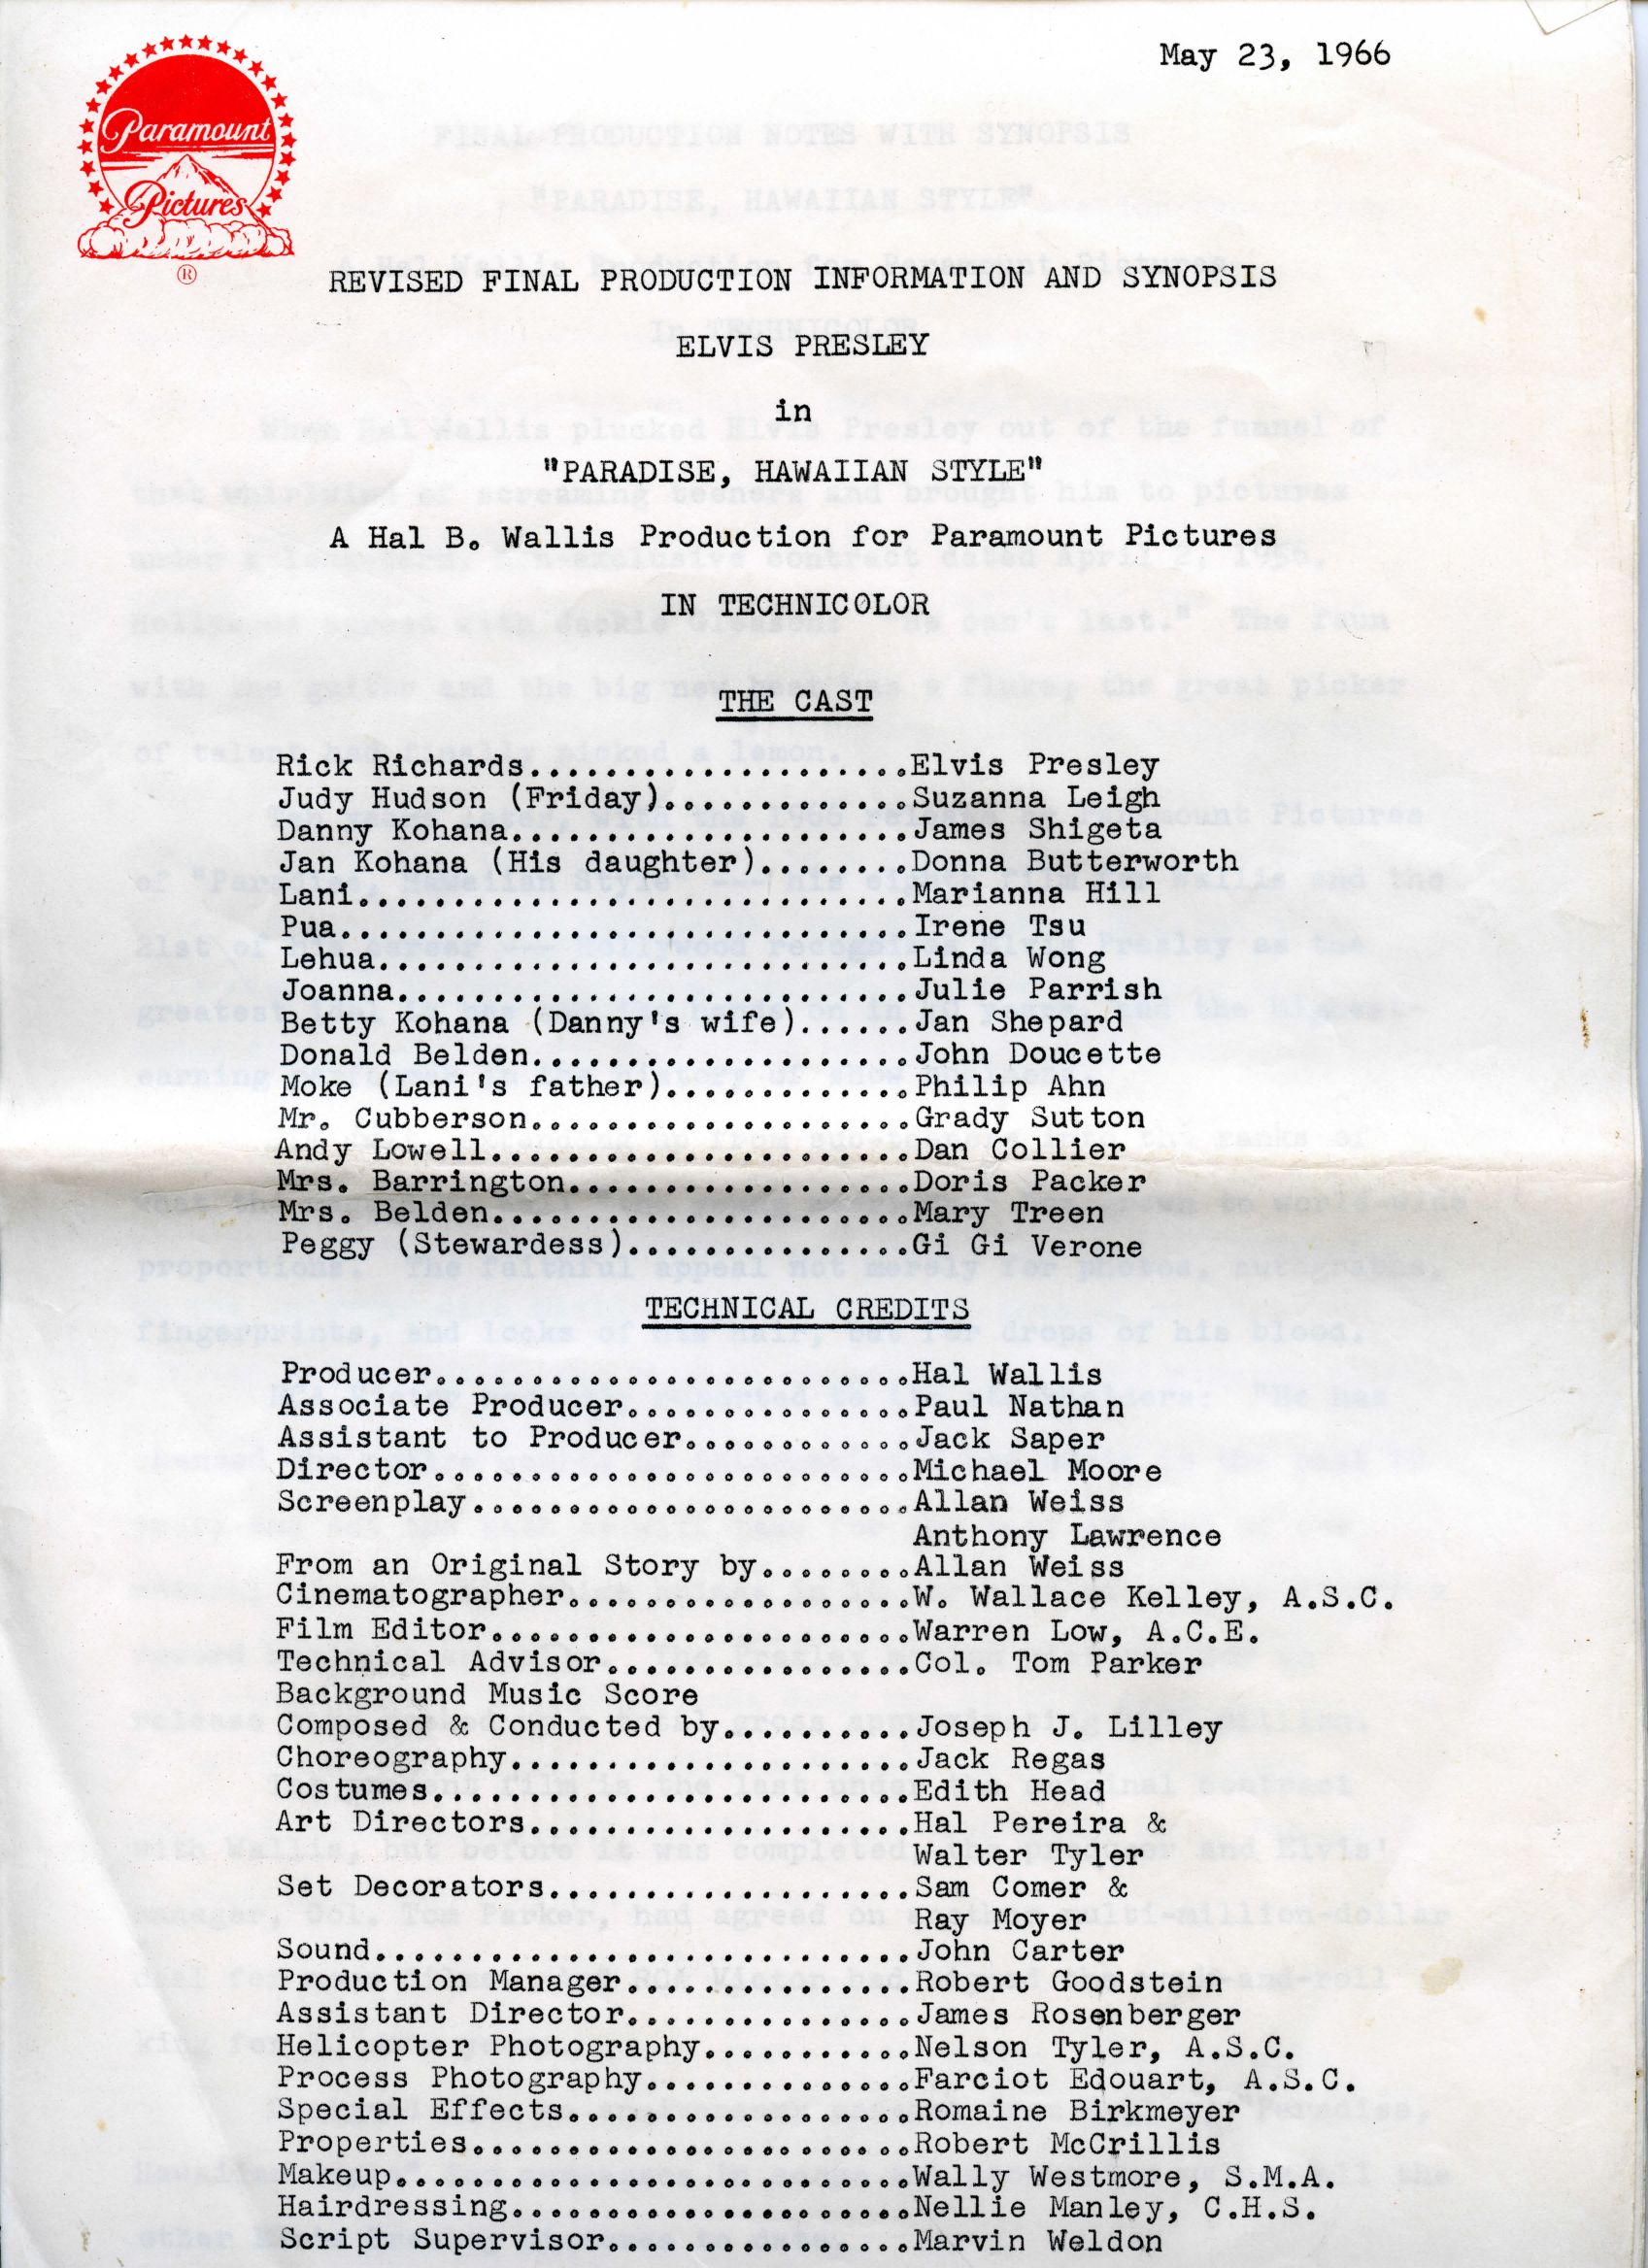 May 23, 1966
Paramount
Pictures
®
REVISED FINAL PRODUCTION INFORMATION AND SYNOPSIS
ELVIS PRESLEY
in
"PARADISE, HAWAIIAN STYLE"
A Hal B. Wallis Production for Paramount Pictures
IN TECHNICOLOR
THE CAST
Rick Richards....................Elvis Presley
Judy Hudson (Friday).............Suzanna Leigh
Danny Kohana.....................James Shigeta
Jan Kohana (His daughter)........Donna Butterworth
Lani.............................Marianna Hill
Pua..............................Irene Tsu
Lehua............................Linda Wong
Joanna...........................Julie Parrish
Betty Kohana (Danny's wife)......Jan Shepard
Donald Belden....................John Doucette
Moke (Lani's father).............Philip Ahn
Mr. Cubberson....................Grady Sutton
Andy Lowell......................Dan Collier
Mrs. Barrington..................Doris Packer
Mrs. Belden......................Mary Treen
Peggy (Stewardess)...............Gi Gi Verone
TECHNICAL CREDITS
Producer.........................Hal Wallis
Associate Producer...............Paul Nathan
Assistant to Producer............Jack Saper
Director.........................Michael Moore
Screenplay.......................Allan Weiss
Anthony Lawrence
From an Original Story by........Allan Weiss
Cinematographer..................W. Wallace Kelley, A.S.C.
Film Editor......................Warren Low, A.C.E.
Technical Advisor................Col. Tom Parker
Background Music Score
Composed & Conducted by..........Joseph J. Lilley
Choreography.....................Jack Regas
Costumes.........................Edith Head
Art Directors....................Hal Pereira &
Walter Tyler
Set Decorators...................Sam Comer &
Ray Moyer
Sound............................John Carter
Production Manager...............Robert Goodstein
Assistant Director...............James Rosenberger
Helicopter Photography...........Nelson Tyler, A.S.C.
Process Photography..............Farciot Edouart, A.S.C.
Special Effects..................Romaine Birkmeyer
Properties.......................Robert McCrillis
Makeup...........................Wally Westmore, S.M.A.
Hairdressing.....................Nellie Manley, C.H.S.
Script Supervisor................Marvin Weldon